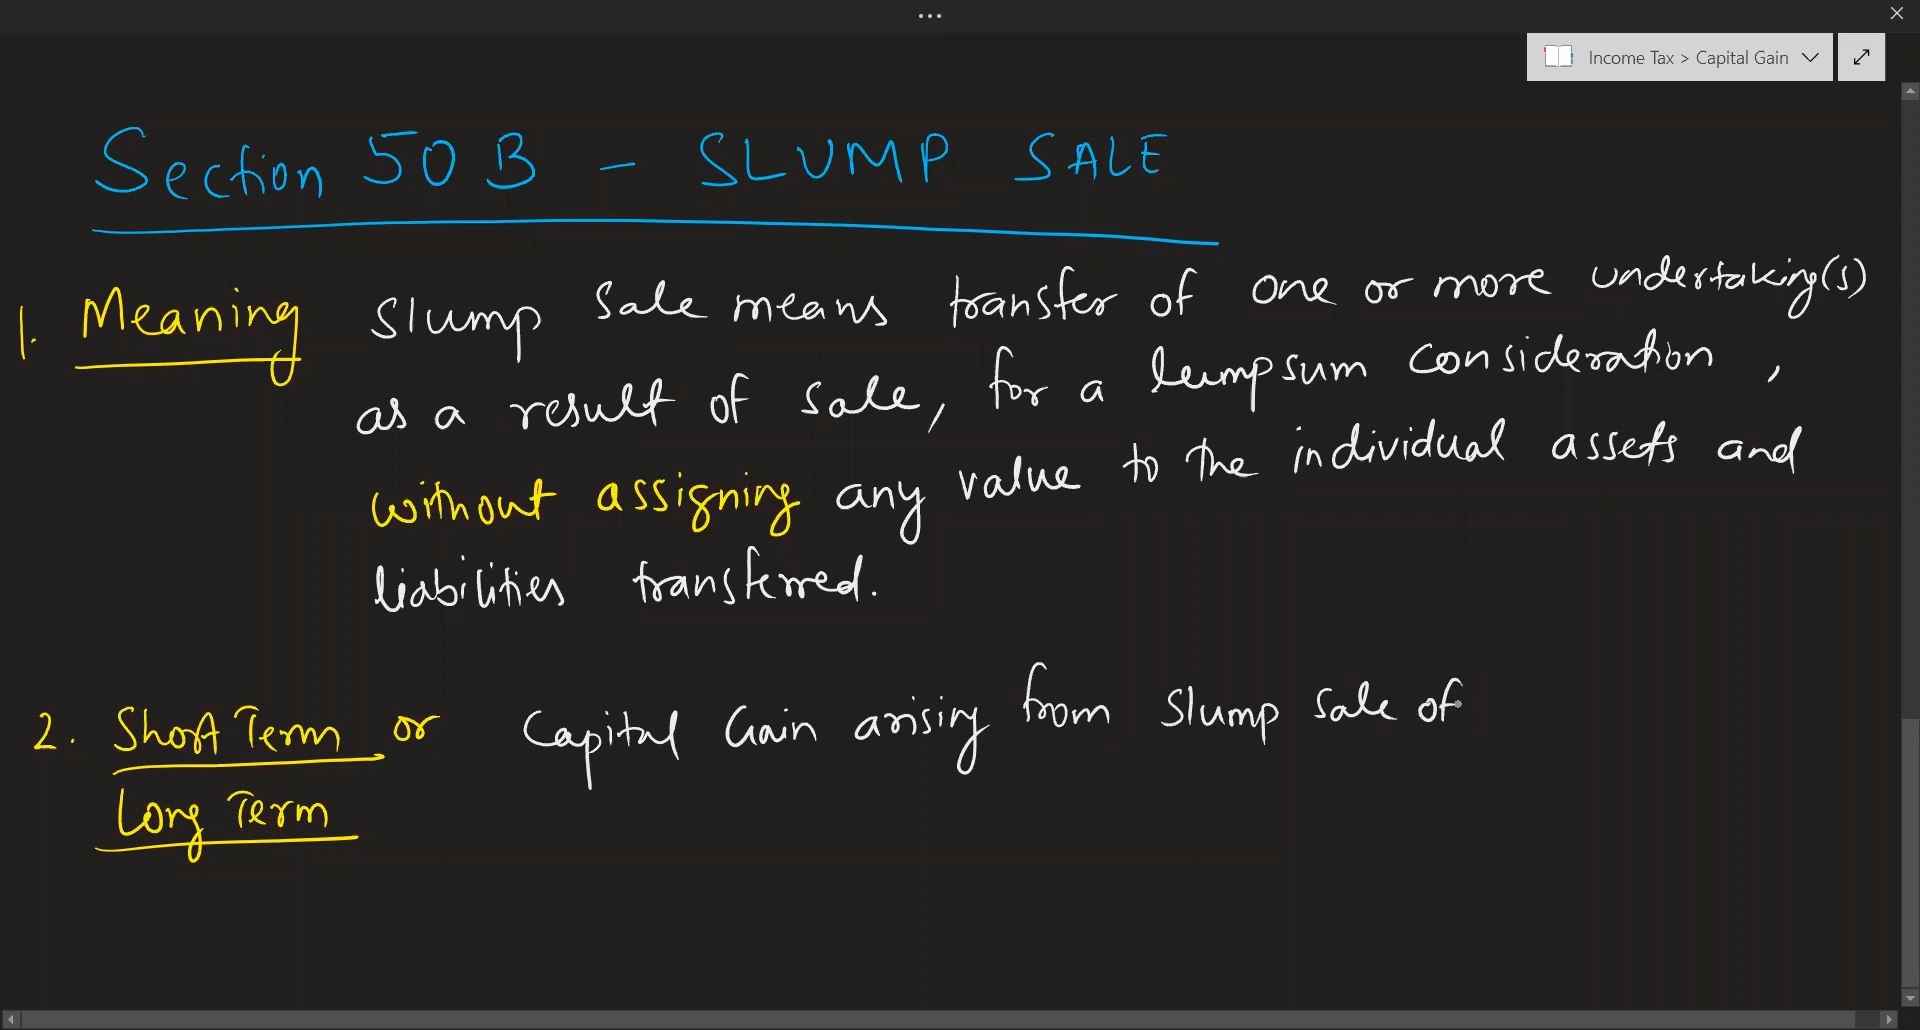 Income Tax > Capital Gain
Section 50 B - SLUMP SALE
1. Meaning Slump Sale means transfer of one or more undertaking(s)
as a result of sale, for a lumpsum consideration,
without assigning any value to the individual assets and
liabilities transferred.
2. Short Term or Capital Gain arising from Slump Sale of
Long Term